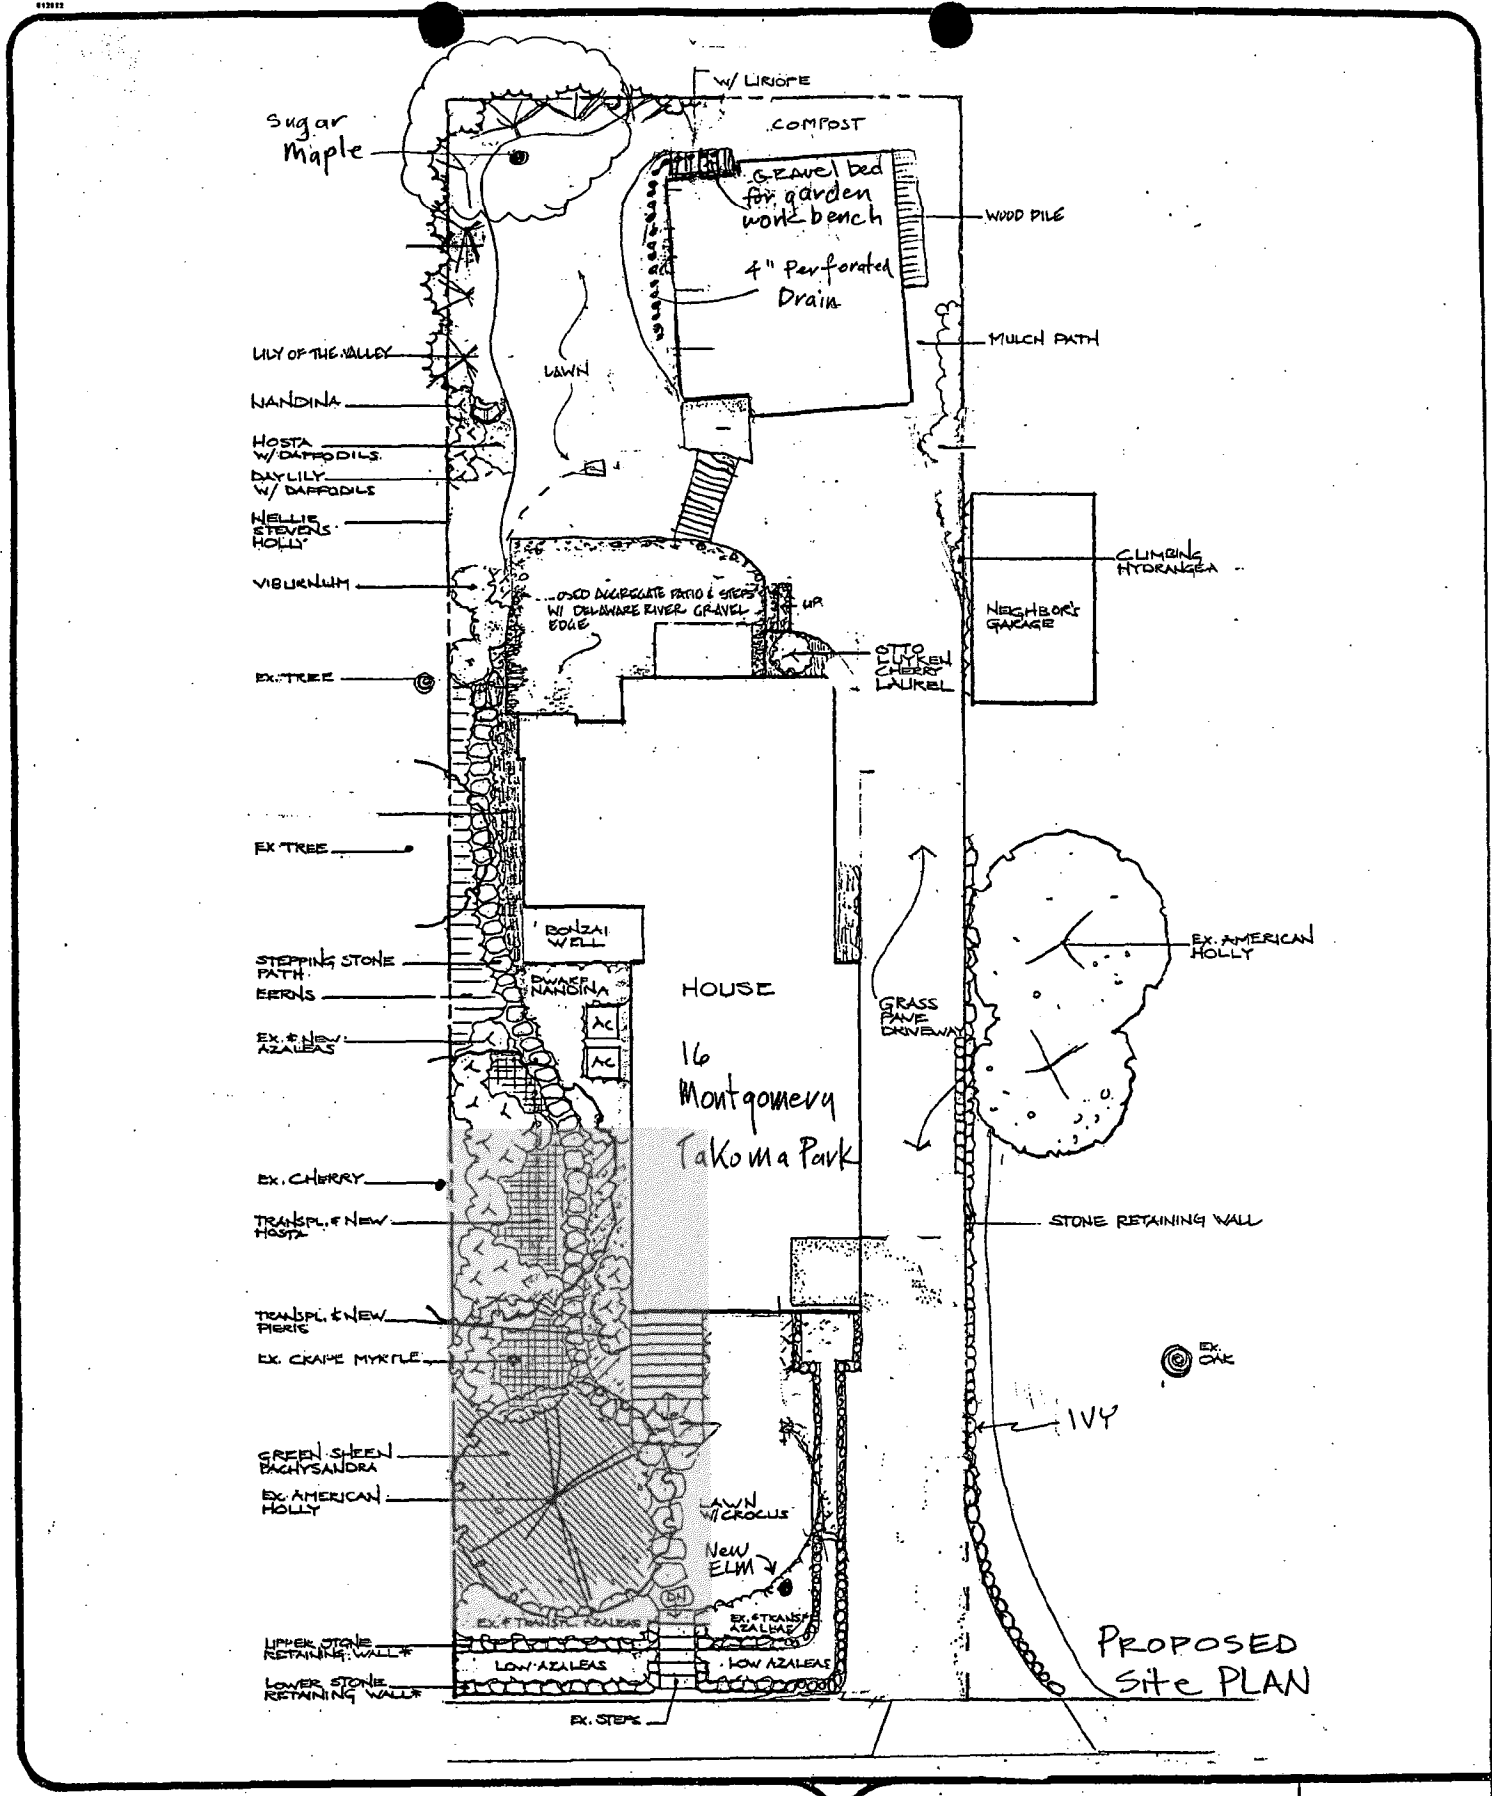 W/ LIRIOPE
COMPOST
Sugar
Maple
GRAVEL bed
for garden
work bench
WOOD PILE
4" Perforated
Drain
MULCH PATH
LILY OF THE VALLEY
LAWN
NANDINA
HOSTA
W/ DAFFODILS
DAYLILY
W/ DAFFODILS
NELLIE
STEVENS
HOLLY
CLIMBING
HYDRANGEA
VIBURNUM
OSED AGGREGATE PATIO & STEPS
W/ DELAWARE RIVER GRAVEL
EDGE
UP
NEIGHBOR'S
GARAGE
OTTO
LUYKEN
CHERRY
LAUREL
EX. TREE
EX TREE
BONZAI
WELL
EX. AMERICAN
HOLLY
STEPPING STONE
PATH
FERNS
DWARF
NANDINA
HOUSE
GRASS
PAVE
DRIVEWAY
AC
AC
EX. & NEW
AZALEAS
16
Montgomery
Takoma Park
EX. CHERRY
TRANSPL. & NEW
HOSTA
STONE RETAINING WALL
TRANSPL. & NEW
PIERIS
EX. CRAPE MYRTLE
EX.
OAK
IVY
GREEN SHEEN
PACHYSANDRA
EX. AMERICAN
HOLLY
LAWN
W/ CROCUS
New
ELM
DN
EX. & TRANSPL. AZALEAS
EX. & TRANSP
AZALEAS
UPPER STONE
RETAINING WALL*
LOW AZALEAS
LOW AZALEAS
LOWER STONE
RETAINING WALL*
EX. STEPS
PROPOSED
Site PLAN